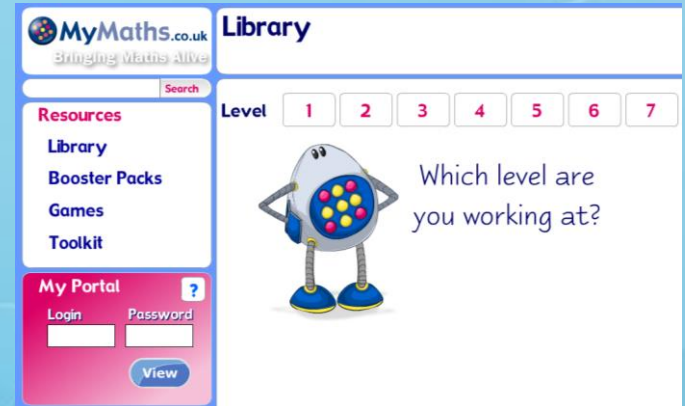 MyMaths.co.uk
Bringing Maths Alive
Search
Resources
Library
Booster Packs
Games
Toolkit
My Portal ?
Login Password
View
Library
Level 1 2 3 4 5 6 7
Which level are
you working at?